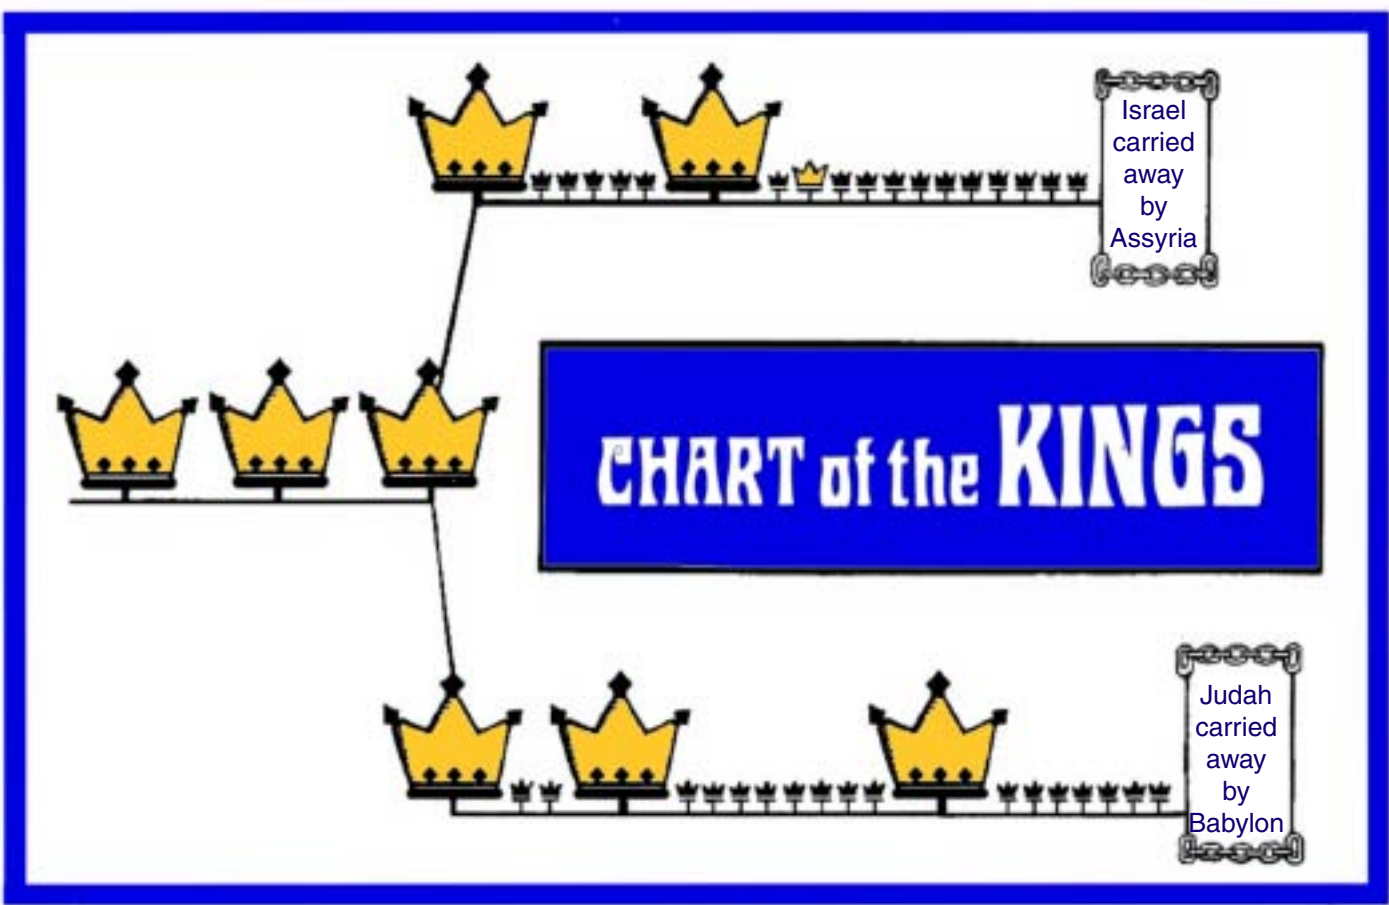 Israel
carried
away
by
Assyria
CHART of the KINGS
Judah
carried
away
by
Babylon